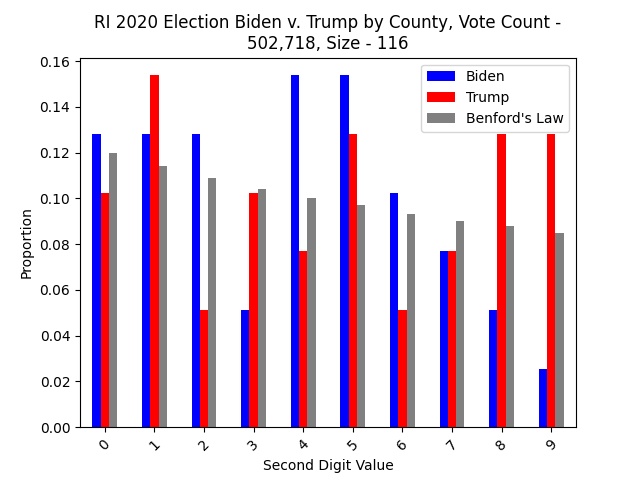 RI 2020 Election Biden v. Trump by County, Vote Count -
502,718, Size - 116
Biden
Trump
Benford's Law
0.16
0.14
0.12
0.10
0.08
0.06
0.04
0.02
0.00
Proportion
0 1 2 3 4 5 6 7 8 9
Second Digit Value